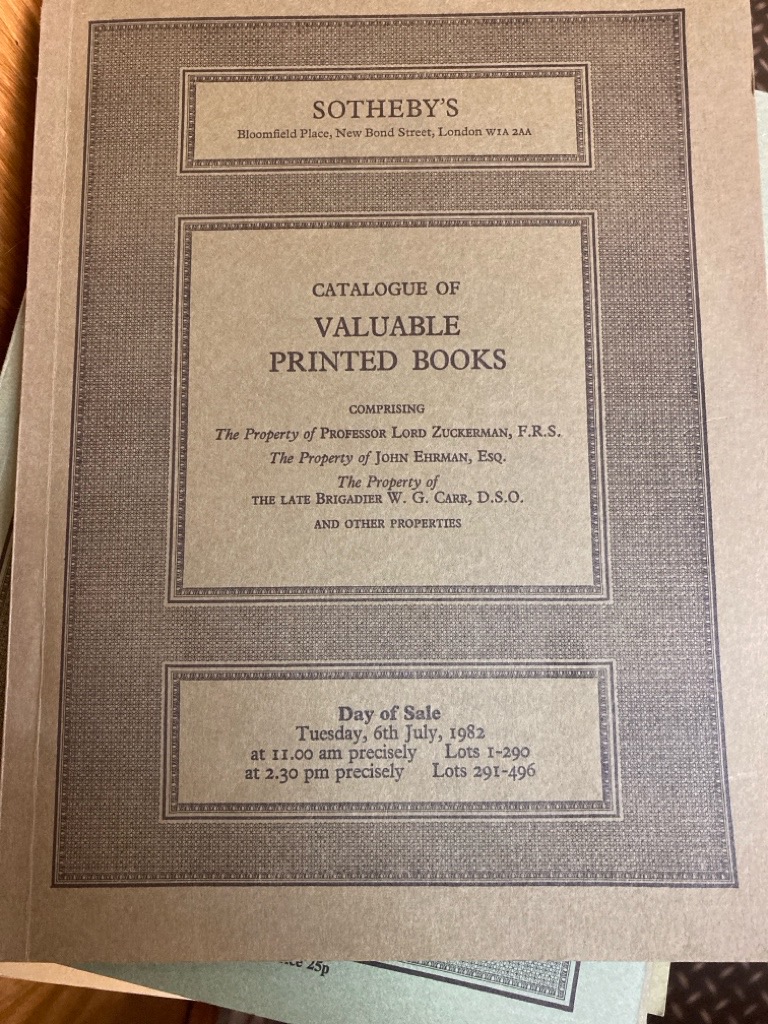 SOTHEBY'S
Bloomfield Place, New Bond Street, London W1A 2AA
CATALOGUE OF
VALUABLE
PRINTED BOOKS
COMPRISING
The Property of PROFESSOR LORD ZUCKERMAN, F.R.S.
The Property of JOHN EHRMAN, ESQ.
The Property of
THE LATE BRIGADIER W. G. CARR, D.S.O.
AND OTHER PROPERTIES
Day of Sale
Tuesday, 6th July, 1982
at 11.00 am precisely Lots 1-290
at 2.30 pm precisely Lots 291-496
25p